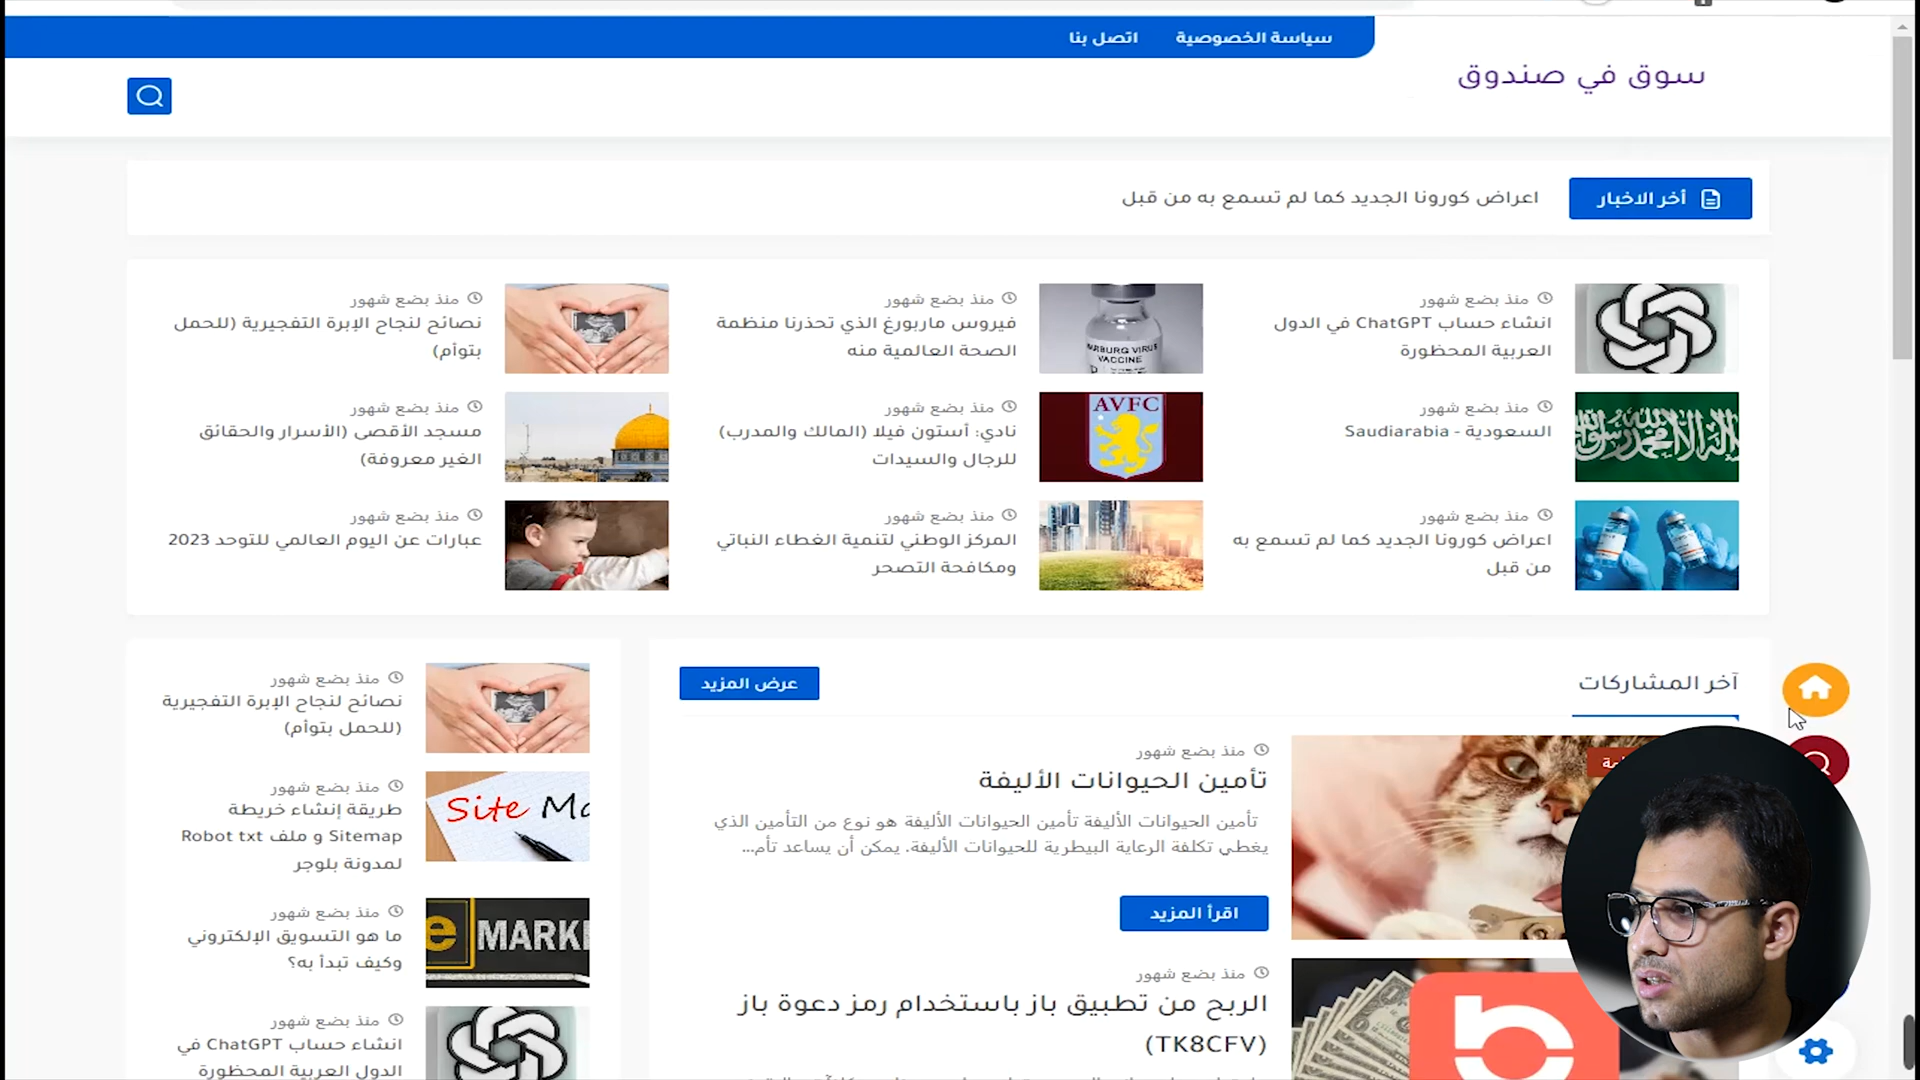 سياسة الخصوصية
اتصل بنا
سوق في صندوق
أخر الاخبار
اعراض كورونا الجديد كما لم تسمع به من قبل
منذ بضع شهور
انشاء حساب ChatGPT في الدول
العربية المحظورة
منذ بضع شهور
فيروس ماربورغ الذي تحذرنا منظمة
الصحة العالمية منه
MARBURG VIRUS
VACCINE
منذ بضع شهور
نصائح لنجاح الإبرة التفجيرية (للحمل
بتوأم)
منذ بضع شهور
السعودية - Saudiarabia
منذ بضع شهور
نادي: أستون فيلا (المالك والمدرب)
للرجال والسيدات
AVFC
منذ بضع شهور
مسجد الأقصى (الأسرار والحقائق
الغير معروفة)
منذ بضع شهور
اعراض كورونا الجديد كما لم تسمع به
من قبل
منذ بضع شهور
المركز الوطني لتنمية الغطاء النباتي
ومكافحة التصحر
منذ بضع شهور
عبارات عن اليوم العالمي للتوحد 2023
آخر المشاركات
عرض المزيد
منذ بضع شهور
تأمين الحيوانات الأليفة
تأمين الحيوانات الأليفة تأمين الحيوانات الأليفة هو نوع من التأمين الذي
يغطي تكلفة الرعاية البيطرية للحيوانات الأليفة. يمكن أن يساعد تأم...
اقرأ المزيد
منذ بضع شهور
الربح من تطبيق باز باستخدام رمز دعوة باز
(TK8CFV)
منذ بضع شهور
نصائح لنجاح الإبرة التفجيرية
(للحمل بتوأم)
منذ بضع شهور
طريقة إنشاء خريطة
Sitemap و ملف Robot txt
لمدونة بلوجر
Site Ma
منذ بضع شهور
ما هو التسويق الإلكتروني
وكيف تبدأ به؟
e MARK
منذ بضع شهور
انشاء حساب ChatGPT في
الدول العربية المحظورة